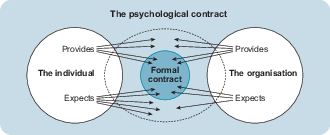 The psychological contract
Provides
Provides
The individual
Formal
contract
The organisation
Expects
Expects